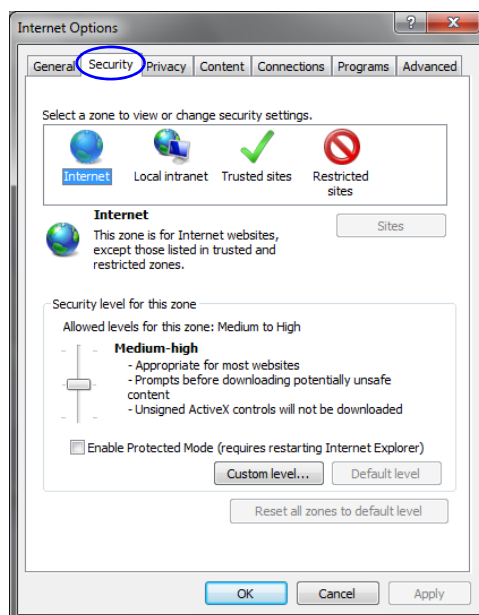 Internet Options
?
X
General Security Privacy Content Connections Programs Advanced
Select a zone to view or change security settings.
Internet Local intranet Trusted sites Restricted
sites
Internet
Sites
This zone is for Internet websites,
except those listed in trusted and
restricted zones.
Security level for this zone
Allowed levels for this zone: Medium to High
Medium-high
- Appropriate for most websites
- Prompts before downloading potentially unsafe
content
- Unsigned ActiveX controls will not be downloaded
Enable Protected Mode (requires restarting Internet Explorer)
Custom level... Default level
Reset all zones to default level
OK Cancel Apply